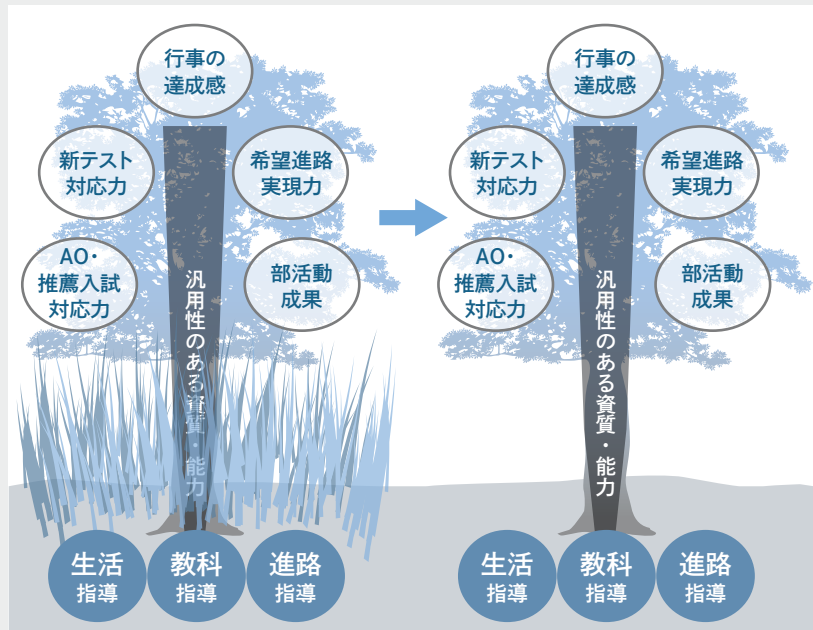 行事の
達成感
新テスト
対応力
希望進路
実現力
AO・
推薦入試
対応力
部活動
成果
汎用性のある資質・能力
生活
指導
教科
指導
進路
指導
行事の
達成感
新テスト
対応力
希望進路
実現力
AO・
推薦入試
対応力
部活動
成果
汎用性のある資質・能力
生活
指導
教科
指導
進路
指導